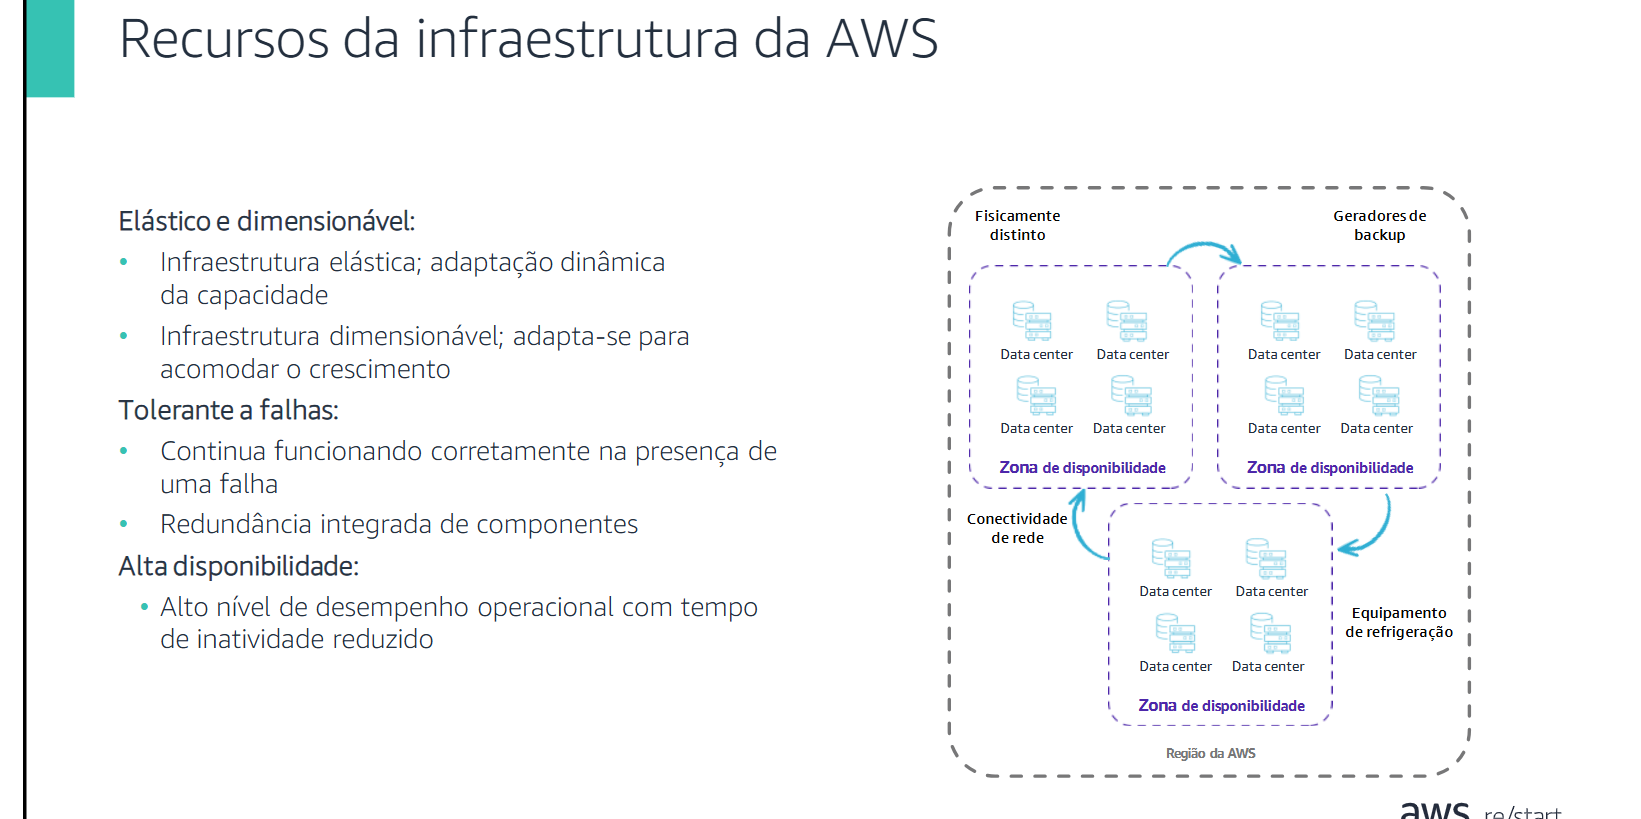 Recursos da infraestrutura da AWS
Elástico e dimensionável:
• Infraestrutura elástica; adaptação dinâmica
da capacidade
• Infraestrutura dimensionável; adapta-se para
acomodar o crescimento
Tolerante a falhas:
• Continua funcionando corretamente na presença de
uma falha
• Redundância integrada de componentes
Alta disponibilidade:
• Alto nível de desempenho operacional com tempo
de inatividade reduzido
Fisicamente
distinto
Geradores de
backup
Data center
Data center
Data center
Data center
Zona de disponibilidade
Data center
Data center
Data center
Data center
Zona de disponibilidade
Conectividade
de rede
Data center
Data center
Data center
Data center
Zona de disponibilidade
Equipamento
de refrigeração
Região da AWS
aws re/start